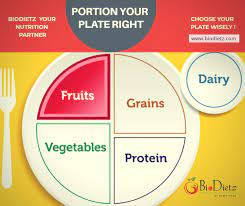 BIODIETZ YOUR
NUTRITION
PARTNER
PORTION YOUR
PLATE RIGHT
CHOOSE YOUR
PLATE WISELY !
www.biodietz.com
Fruits
Grains
Dairy
Vegetables
Protein
BioDietz